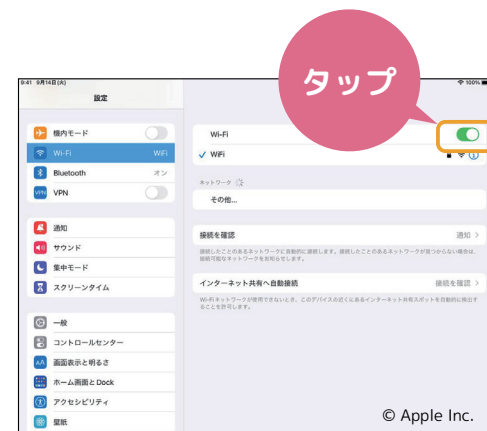 タップ
9:41 9月14日(火)
100%
設定
機内モード
Wi-Fi WiFi
Bluetooth オン
VPN VPN
通知
サウンド
集中モード
スクリーンタイム
一般
コントロールセンター
AA 画面表示と明るさ
ホーム画面とDock
アクセシビリティ
壁紙
Wi-Fi
WiFi
ネットワーク
その他...
接続を確認 通知
接続したことのあるネットワークに自動的に接続します。接続したことのあるネットワークが見つからない場合は、
接続可能なネットワークをお知らせします。
インターネット共有へ自動接続 接続を確認
Wi-Fiネットワークが使用できないとき、このデバイスの近くにあるインターネット共有スポットを自動的に検出す
ることを許可します。
© Apple Inc.